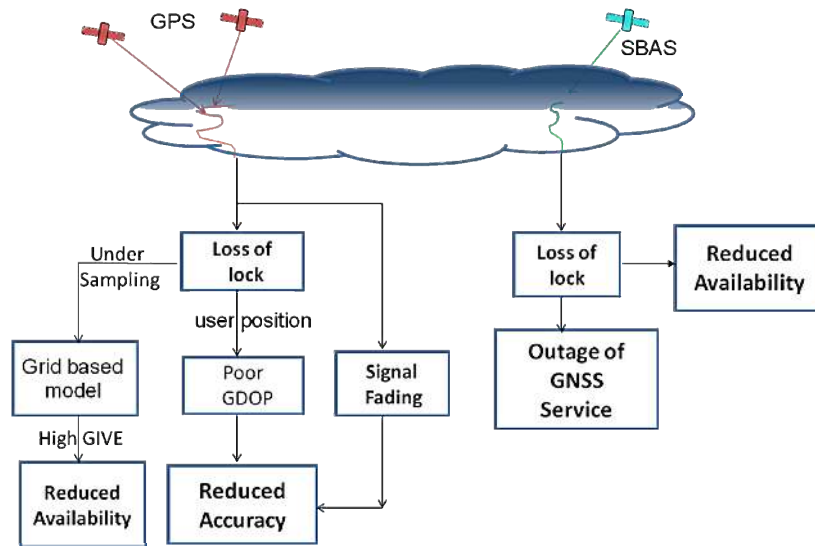 GPS
SBAS
Loss of
lock
Under
Sampling
user position
Grid based
model
Poor
GDOP
Signal
Fading
High GIVE
Reduced
Availability
Reduced
Accuracy
Loss of
lock
Reduced
Availability
Outage of
GNSS
Service